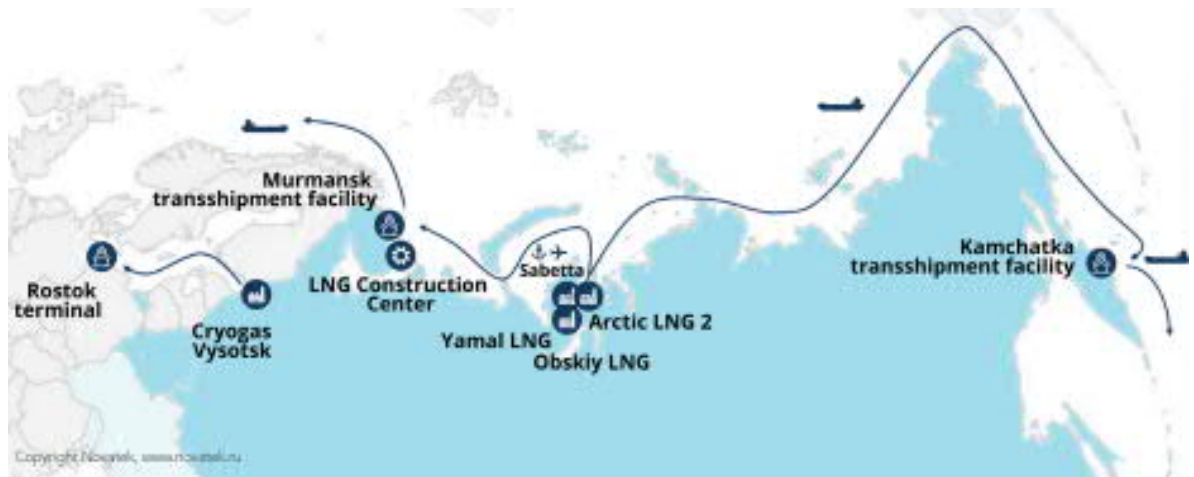 Murmansk
transshipment facility
Rostok
terminal
Cryogas
Vysotsk
LNG Construction
Center
Sabetta
Yamal LNG
Arctic LNG 2
Obskiy LNG
Kamchatka
transshipment facility
Copyright Novatek, www.novatek.ru